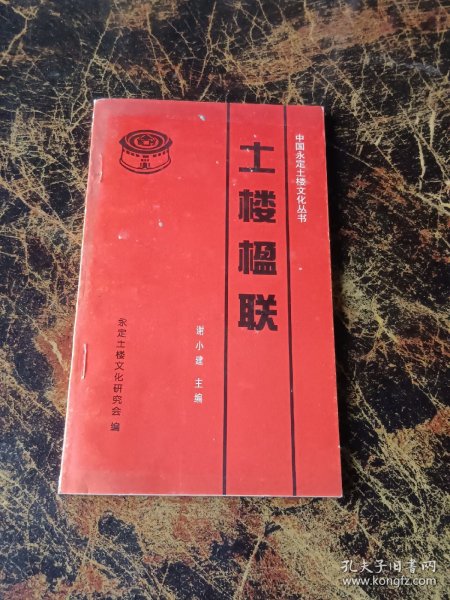 中国永定土楼文化丛书
土楼楹联
谢小建 主编
永定土楼文化研究会 编
孔夫子旧书网
www.kongfz.com